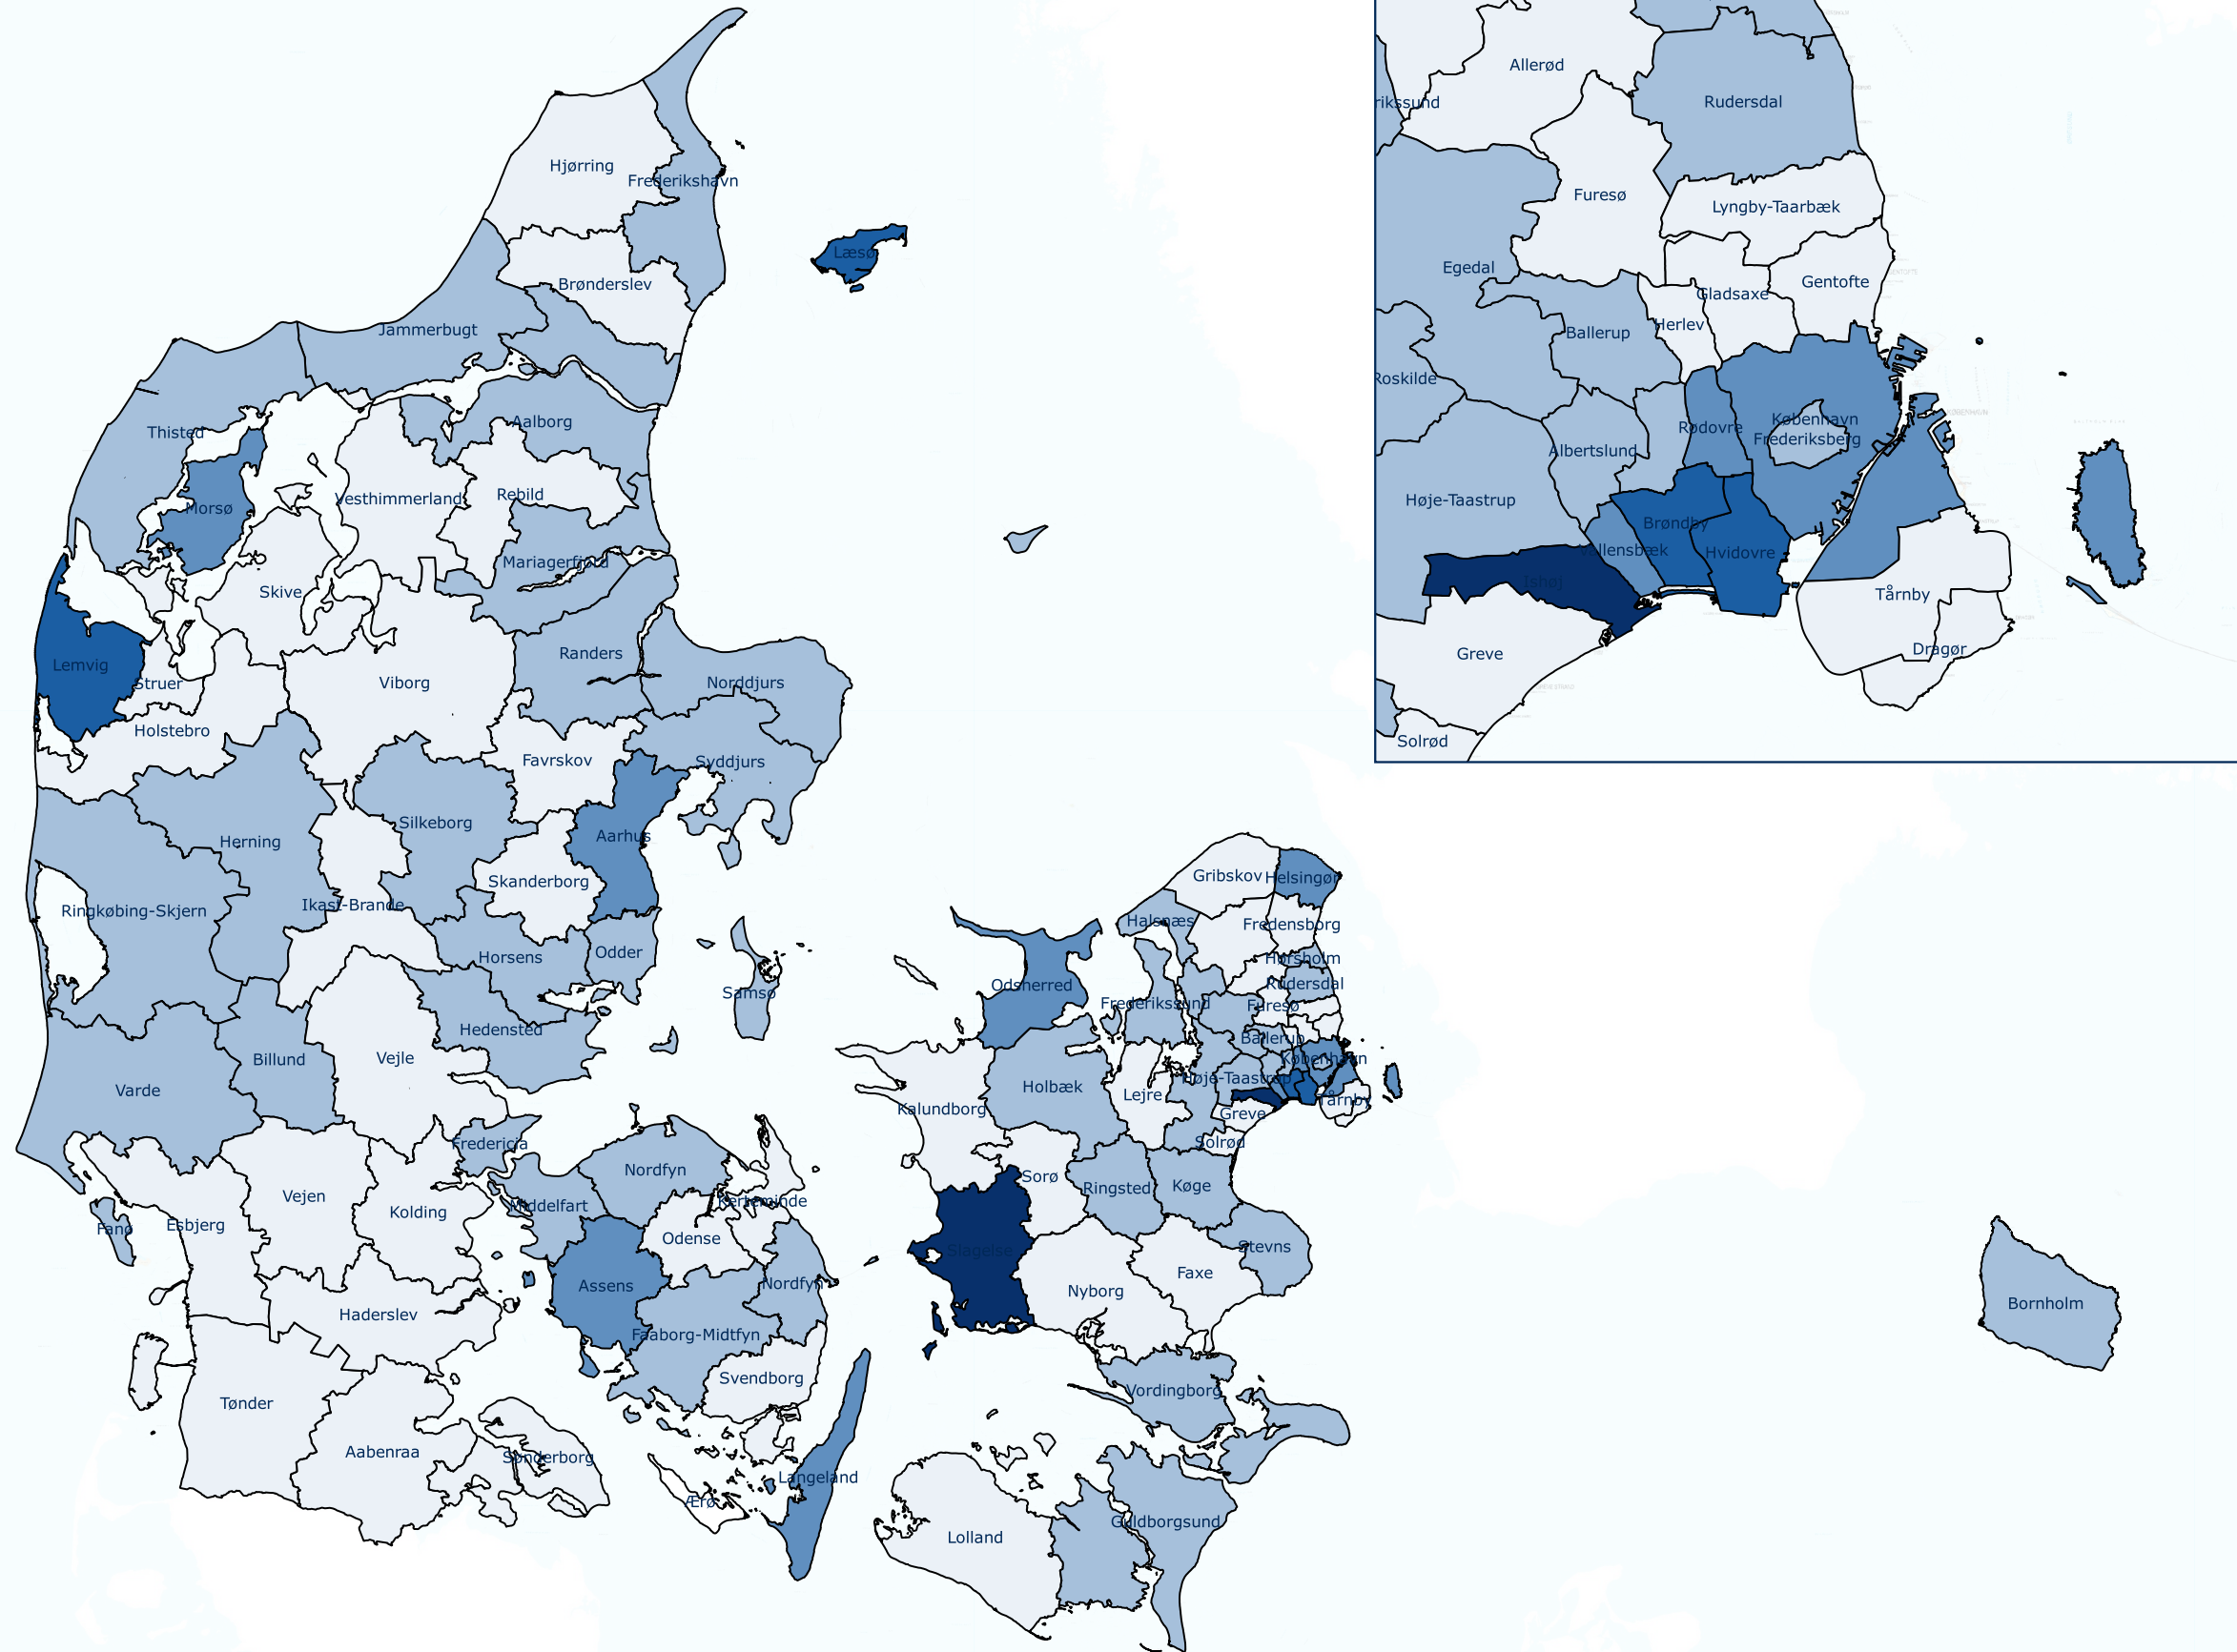 Hjørring
Frederikshavn
Læsø
Brønderslev
Jammerbugt
Aalborg
Thisted
Vesthimmerland
Rebild
Morsø
Mariagerfjord
Skive
Randers
Lemvig
Struer
Viborg
Norddjurs
Holstebro
Favrskov
Syddjurs
Silkeborg
Aarhus
Herning
Skanderborg
Ikast-Brande
Ringkøbing-Skjern
Horsens
Odder
Samsø
Hedensted
Billund
Vejle
Varde
Fredericia
Nordfyn
Vejen
Kolding
Middelfart
Kerteminde
Fanø
Esbjerg
Odense
Assens
Nordfyn
Haderslev
Faaborg-Midtfyn
Svendborg
Tønder
Aabenraa
Sønderborg
Langeland
Ærø
Gribskov
Helsingør
Halsnæs
Fredensborg
Hørsholm
Odsherred
Rudersdal
Frederikssund
Furesø
Ballerup
København
Holbæk
Høje-Taastrup
Lejre
Kalundborg
Greve
Tårnby
Solrød
Sorø
Ringsted
Køge
Slagelse
Stevns
Faxe
Nyborg
Vordingborg
Guldborgsund
Lolland
Bornholm
Allerød
rikssund
Rudersdal
Furesø
Lyngby-Taarbæk
Egedal
Gentofte
Gladsaxe
Herlev
Ballerup
Roskilde
København
Rødovre
Frederiksberg
Albertslund
Høje-Taastrup
Brøndby
Vallensbæk
Hvidovre
Ishøj
Tårnby
Greve
Dragør
Solrød